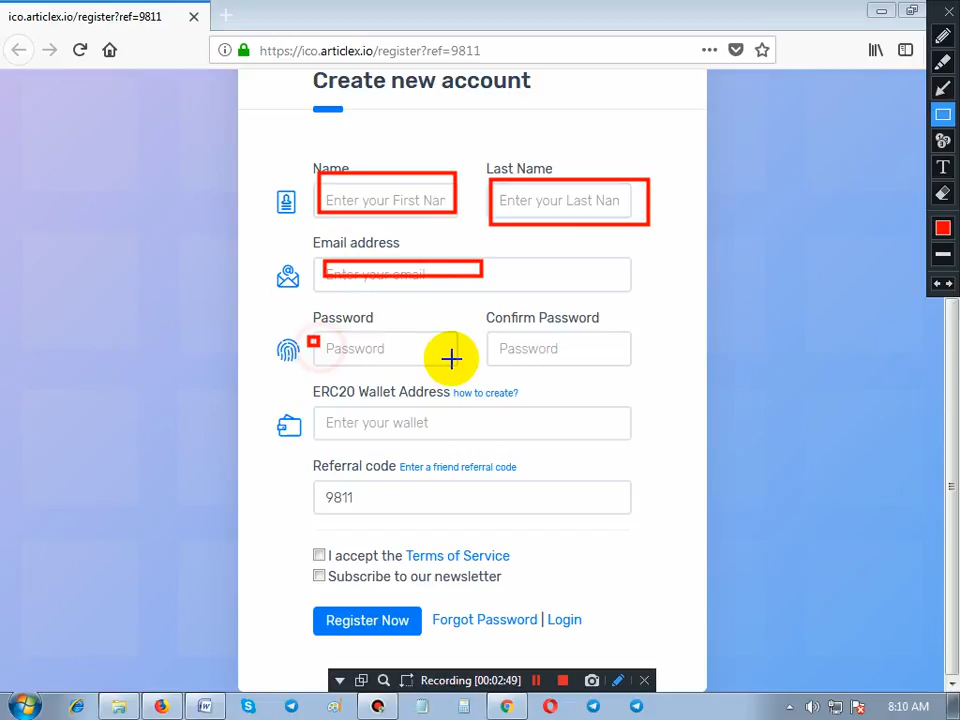 ico.articlex.io/register?ref=9811
https://ico.articlex.io/register?ref=9811
Create new account
Name Last Name
Enter your First Nar Enter your Last Nan
Email address
Enter your email
Password Confirm Password
Password Password
ERC20 Wallet Address how to create?
Enter your wallet
Referral code Enter a friend referral code
9811
I accept the Terms of Service
Subscribe to our newsletter
Register Now Forgot Password | Login
Recording [00:02:49]
8:10 AM